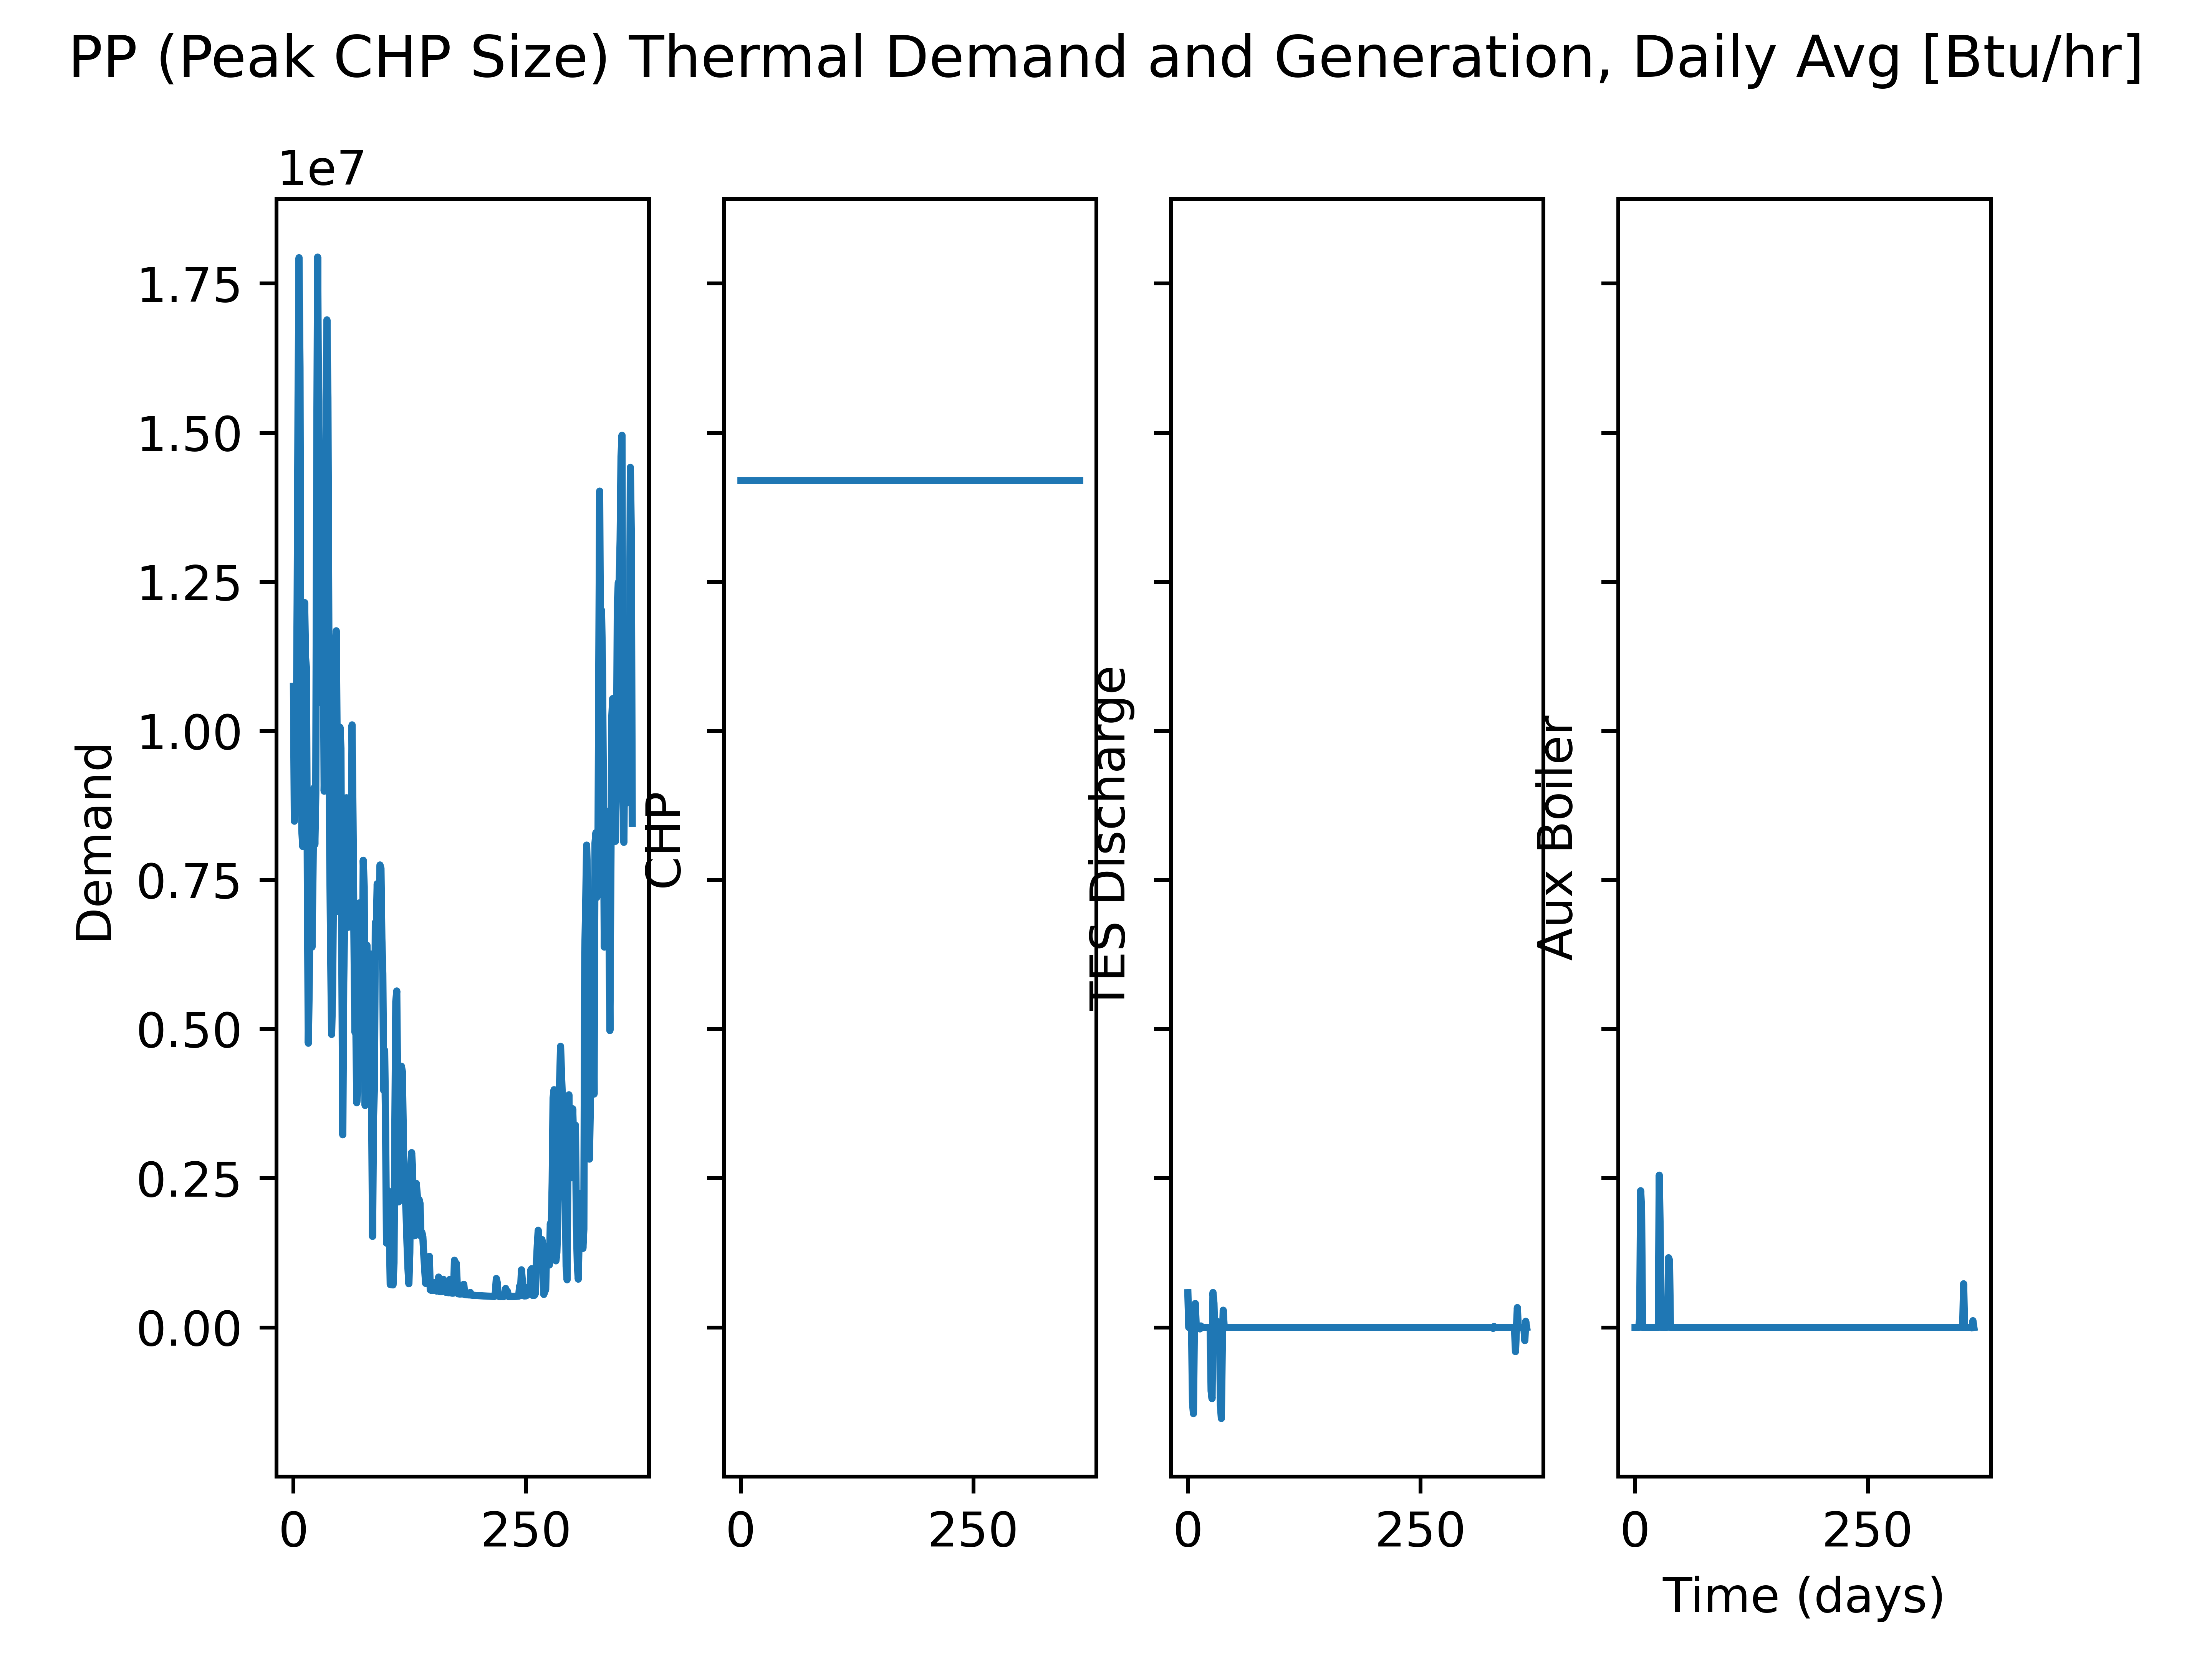 PP (Peak CHP Size) Thermal Demand and Generation, Daily Avg [Btu/hr]
1e7
1.75
1.50
1.25
1.00
0.75
0.50
0.25
0.00
Demand
CHP
TES Discharge
Aux Boiler
0 250 0 250 0 250 0 250
Time (days)